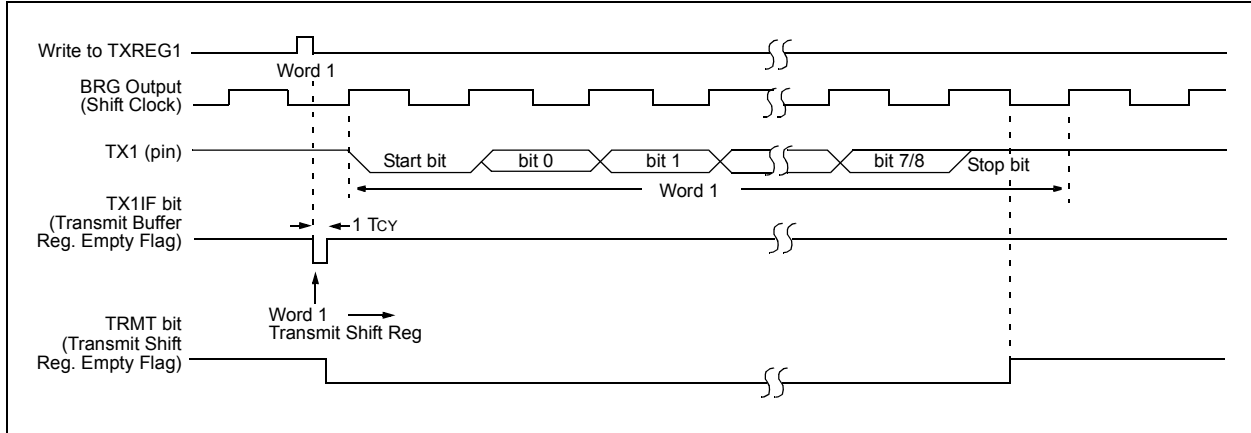 Write to TXREG1
Word 1
BRG Output
(Shift Clock)
TX1 (pin)
Start bit
bit 0
bit 1
bit 7/8
Stop bit
Word 1
TX1IF bit
(Transmit Buffer
Reg. Empty Flag)
1 TCY
Word 1
Transmit Shift Reg
TRMT bit
(Transmit Shift
Reg. Empty Flag)